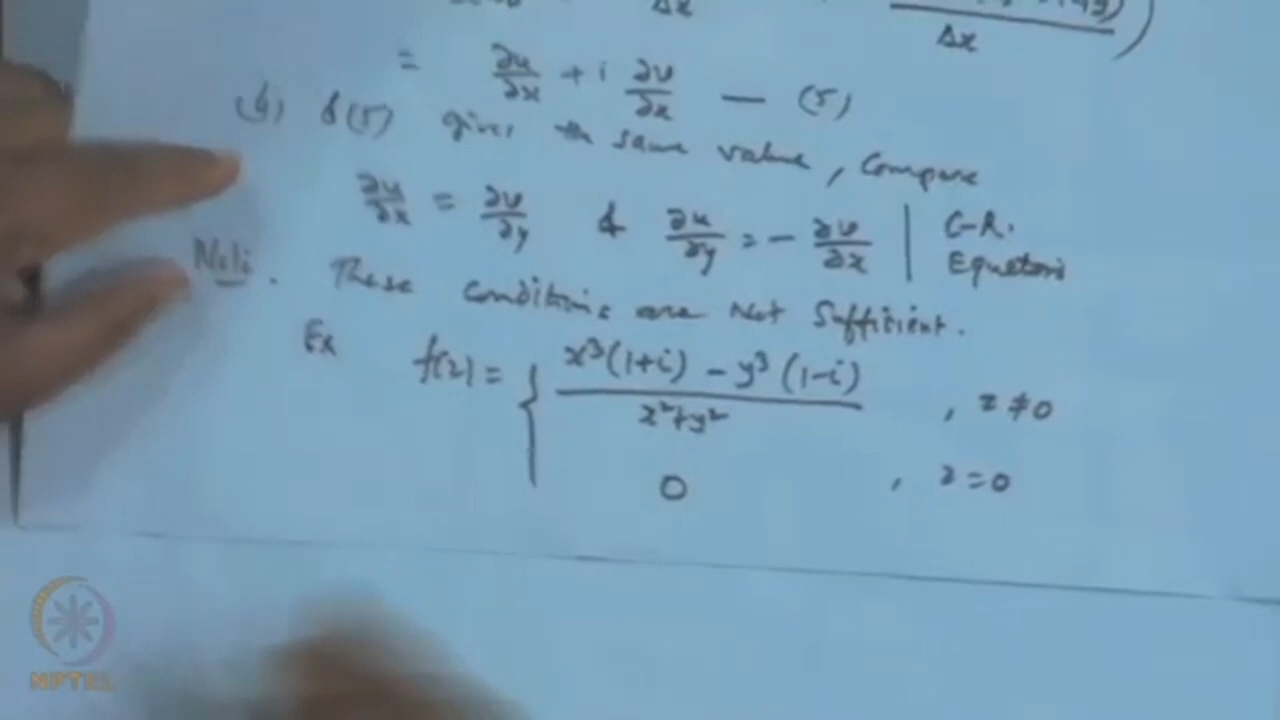 Δx
Δx
= ∂u/∂x + i ∂v/∂x — (5)
(4) & (5) gives the same value, Compare
∂u/∂x = ∂v/∂y & ∂u/∂y = - ∂v/∂x | C-R.
Equations
Note. These conditions are Not Sufficient.
Ex f(z) = { x³(1+i) - y³(1-i) / x²+y² , z ≠ 0
0 , z = 0
NPTEL